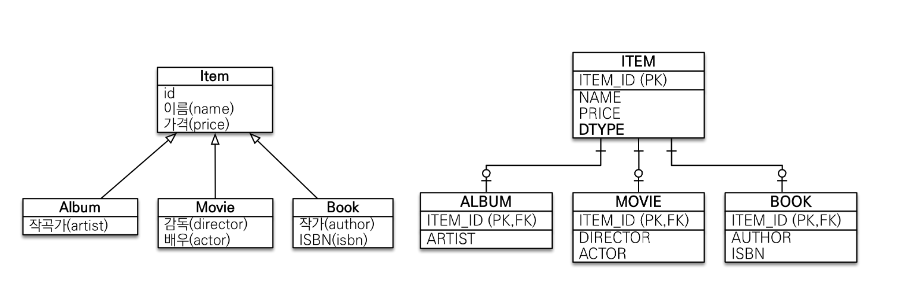 Item
id
이름(name)
가격(price)
Album
작곡가(artist)
Movie
감독(director)
배우(actor)
Book
작가(author)
ISBN(isbn)
ITEM
ITEM_ID (PK)
NAME
PRICE
DTYPE
ALBUM
ITEM_ID (PK,FK)
ARTIST
MOVIE
ITEM_ID (PK,FK)
DIRECTOR
ACTOR
BOOK
ITEM_ID (PK,FK)
AUTHOR
ISBN